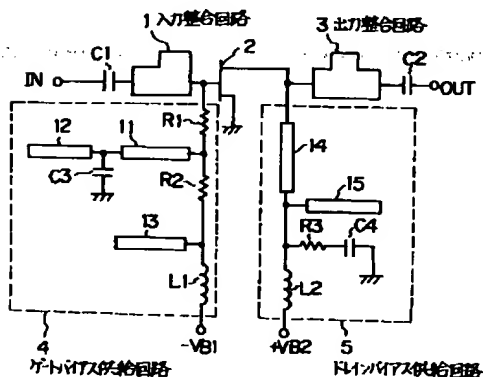 1 入力整合回路
2
3 出力整合回路
C1
C2
IN
OUT
R1
12
11
14
C3
R2
15
13
R3
C4
L1
L2
-VB1
+VB2
4
5
ゲートバイアス供給回路
ドレインバイアス供給回路